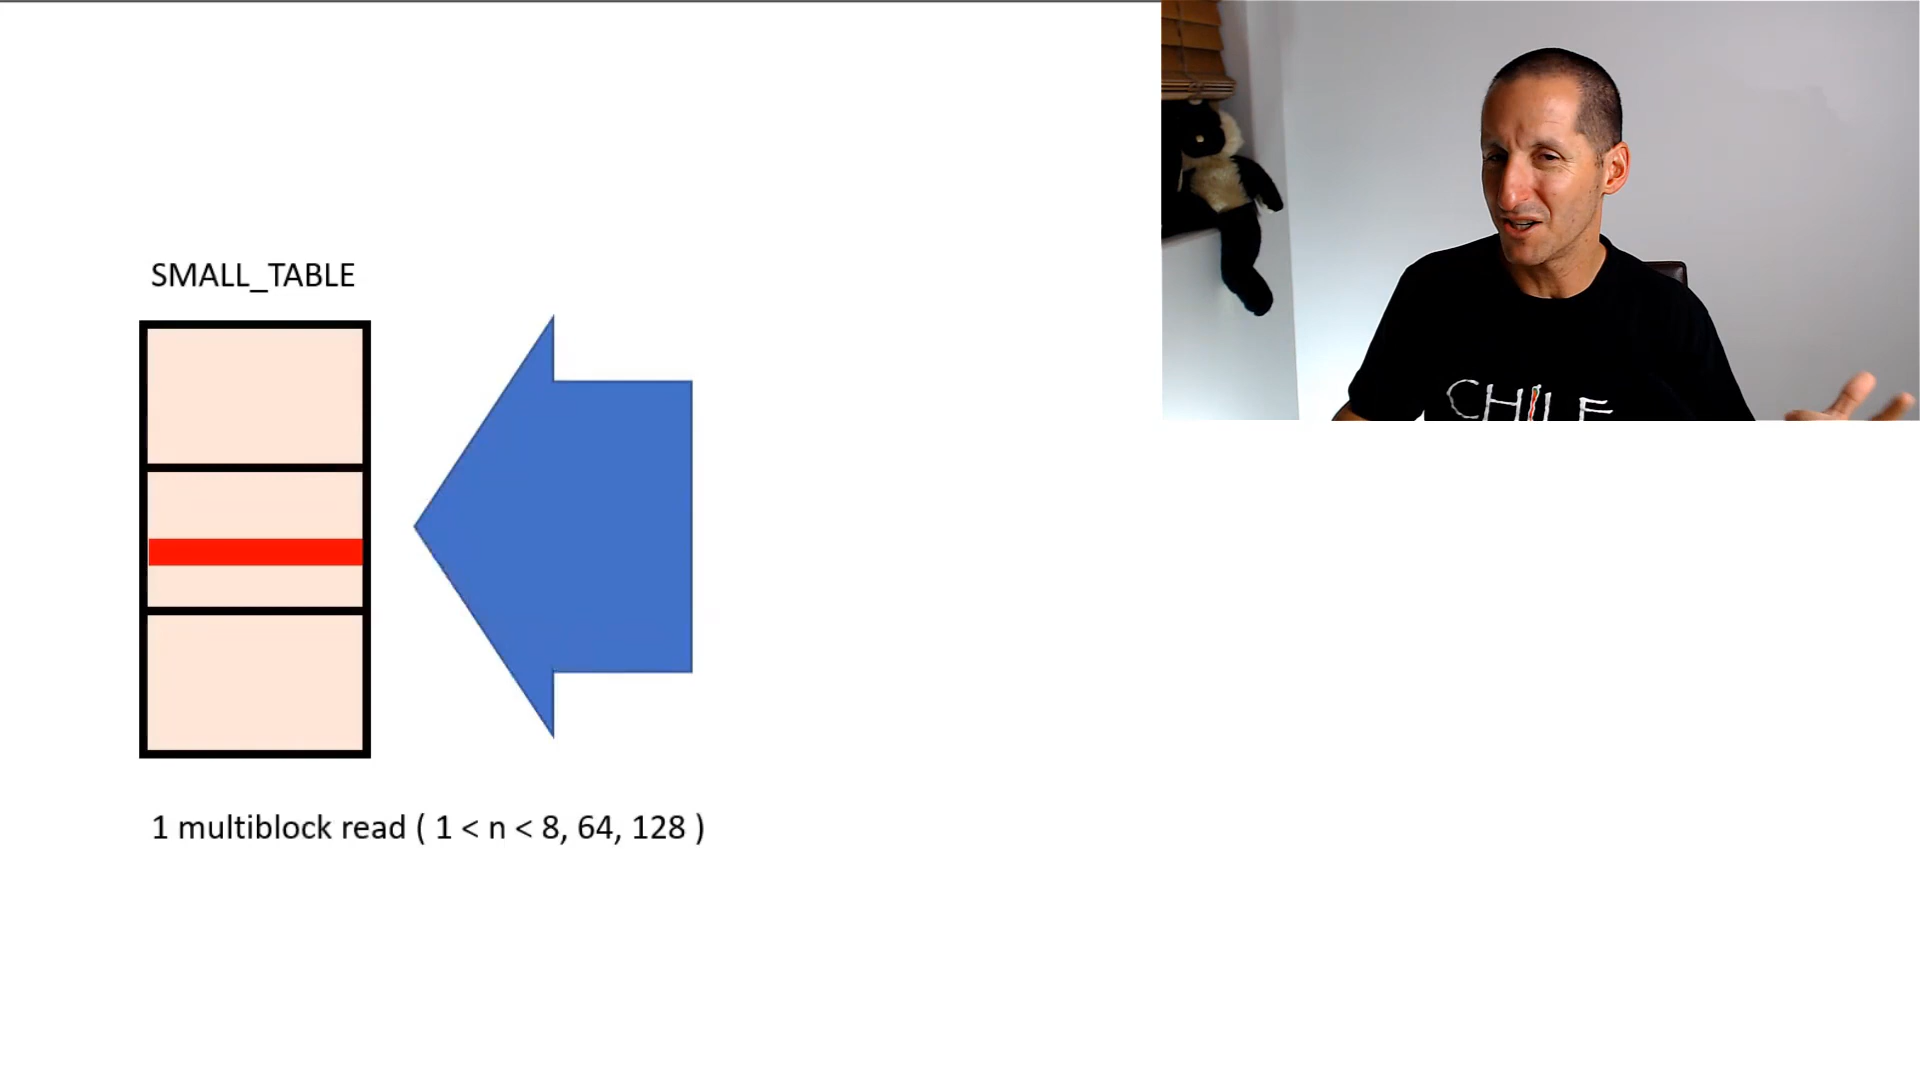 SMALL_TABLE
1 multiblock read ( 1 < n < 8, 64, 128 )
CHILE